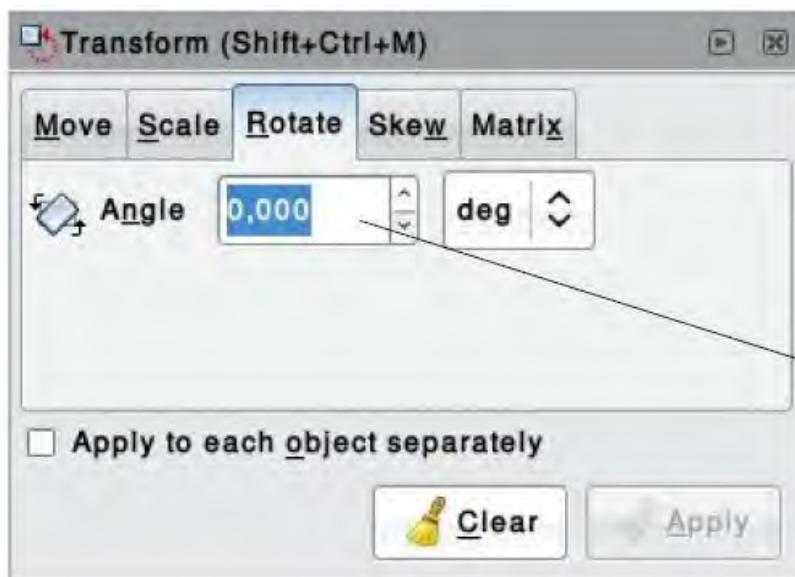 Transform (Shift+Ctrl+M)
Move Scale Rotate Skew Matrix
Angle 0,000 deg
Apply to each object separately
Clear Apply